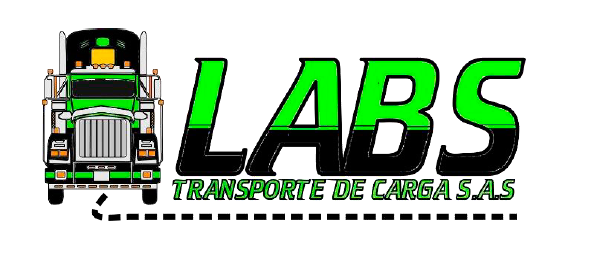 LABS
TRANSPORTE DE CARGA S.A.S